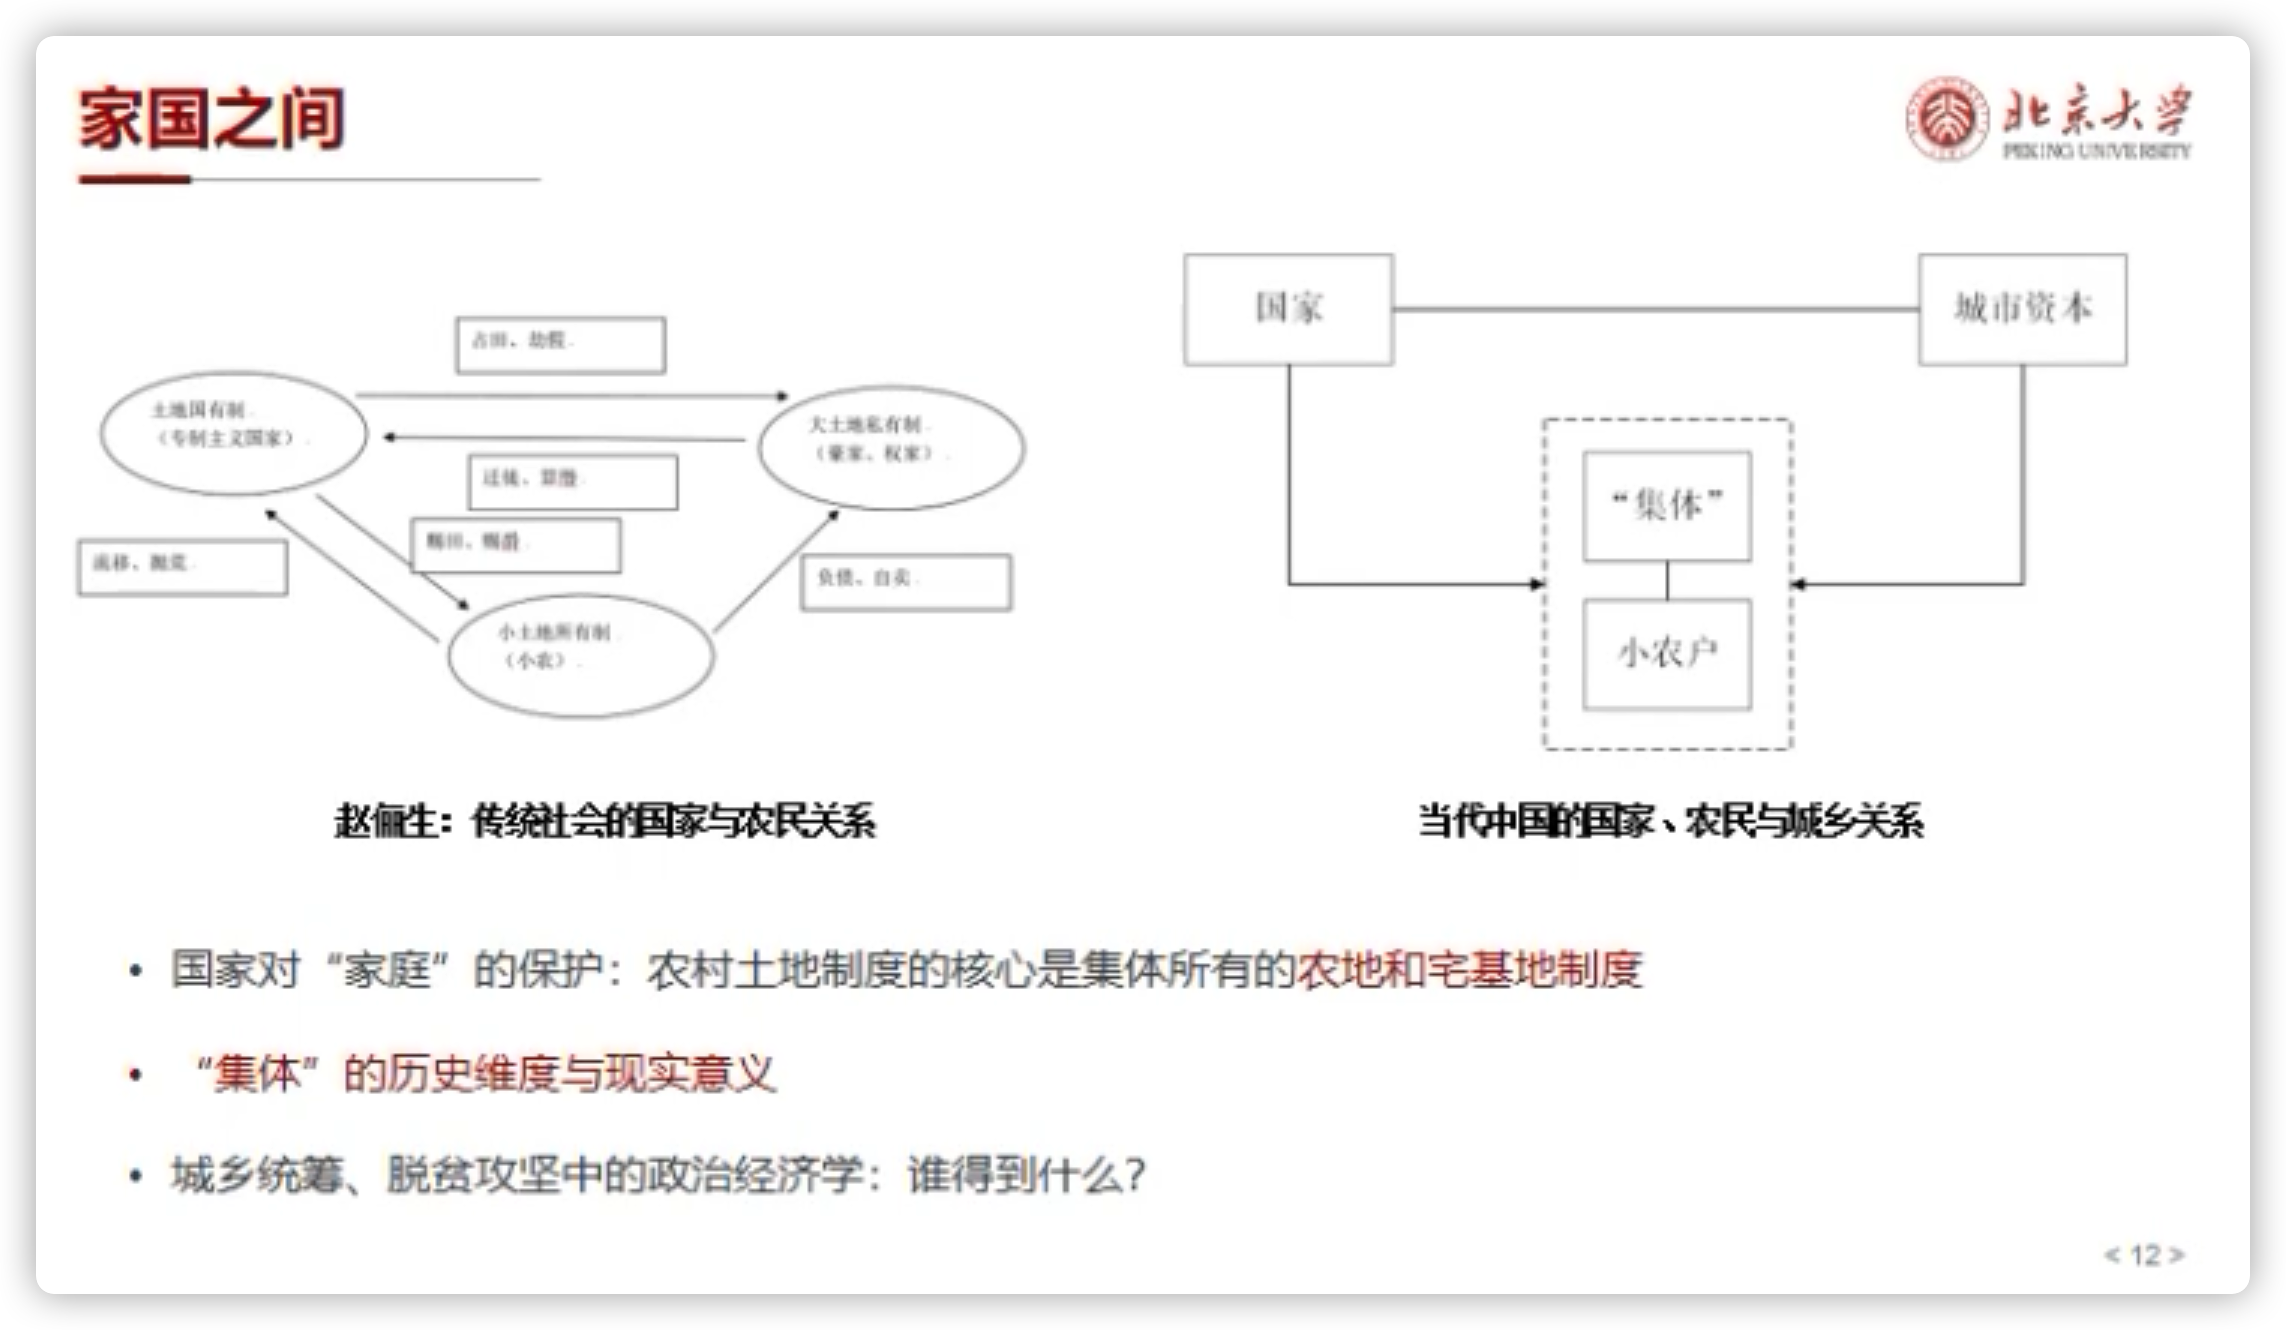 家国之间
北京大学
PEKING UNIVERSITY
占田、劫假
土地国有制
（专制主义国家）
大土地私有制
（豪家、权家）
迁徙、算缗
赐田、赐爵
流移、抛荒
负债、自卖
小土地所有制
（小农）
国家
城市资本
“集体”
小农户
赵俪生：传统社会的国家与农民关系
当代中国的国家、农民与城乡关系
• 国家对“家庭”的保护：农村土地制度的核心是集体所有的农地和宅基地制度
• “集体”的历史维度与现实意义
• 城乡统筹、脱贫攻坚中的政治经济学：谁得到什么？
< 12 >